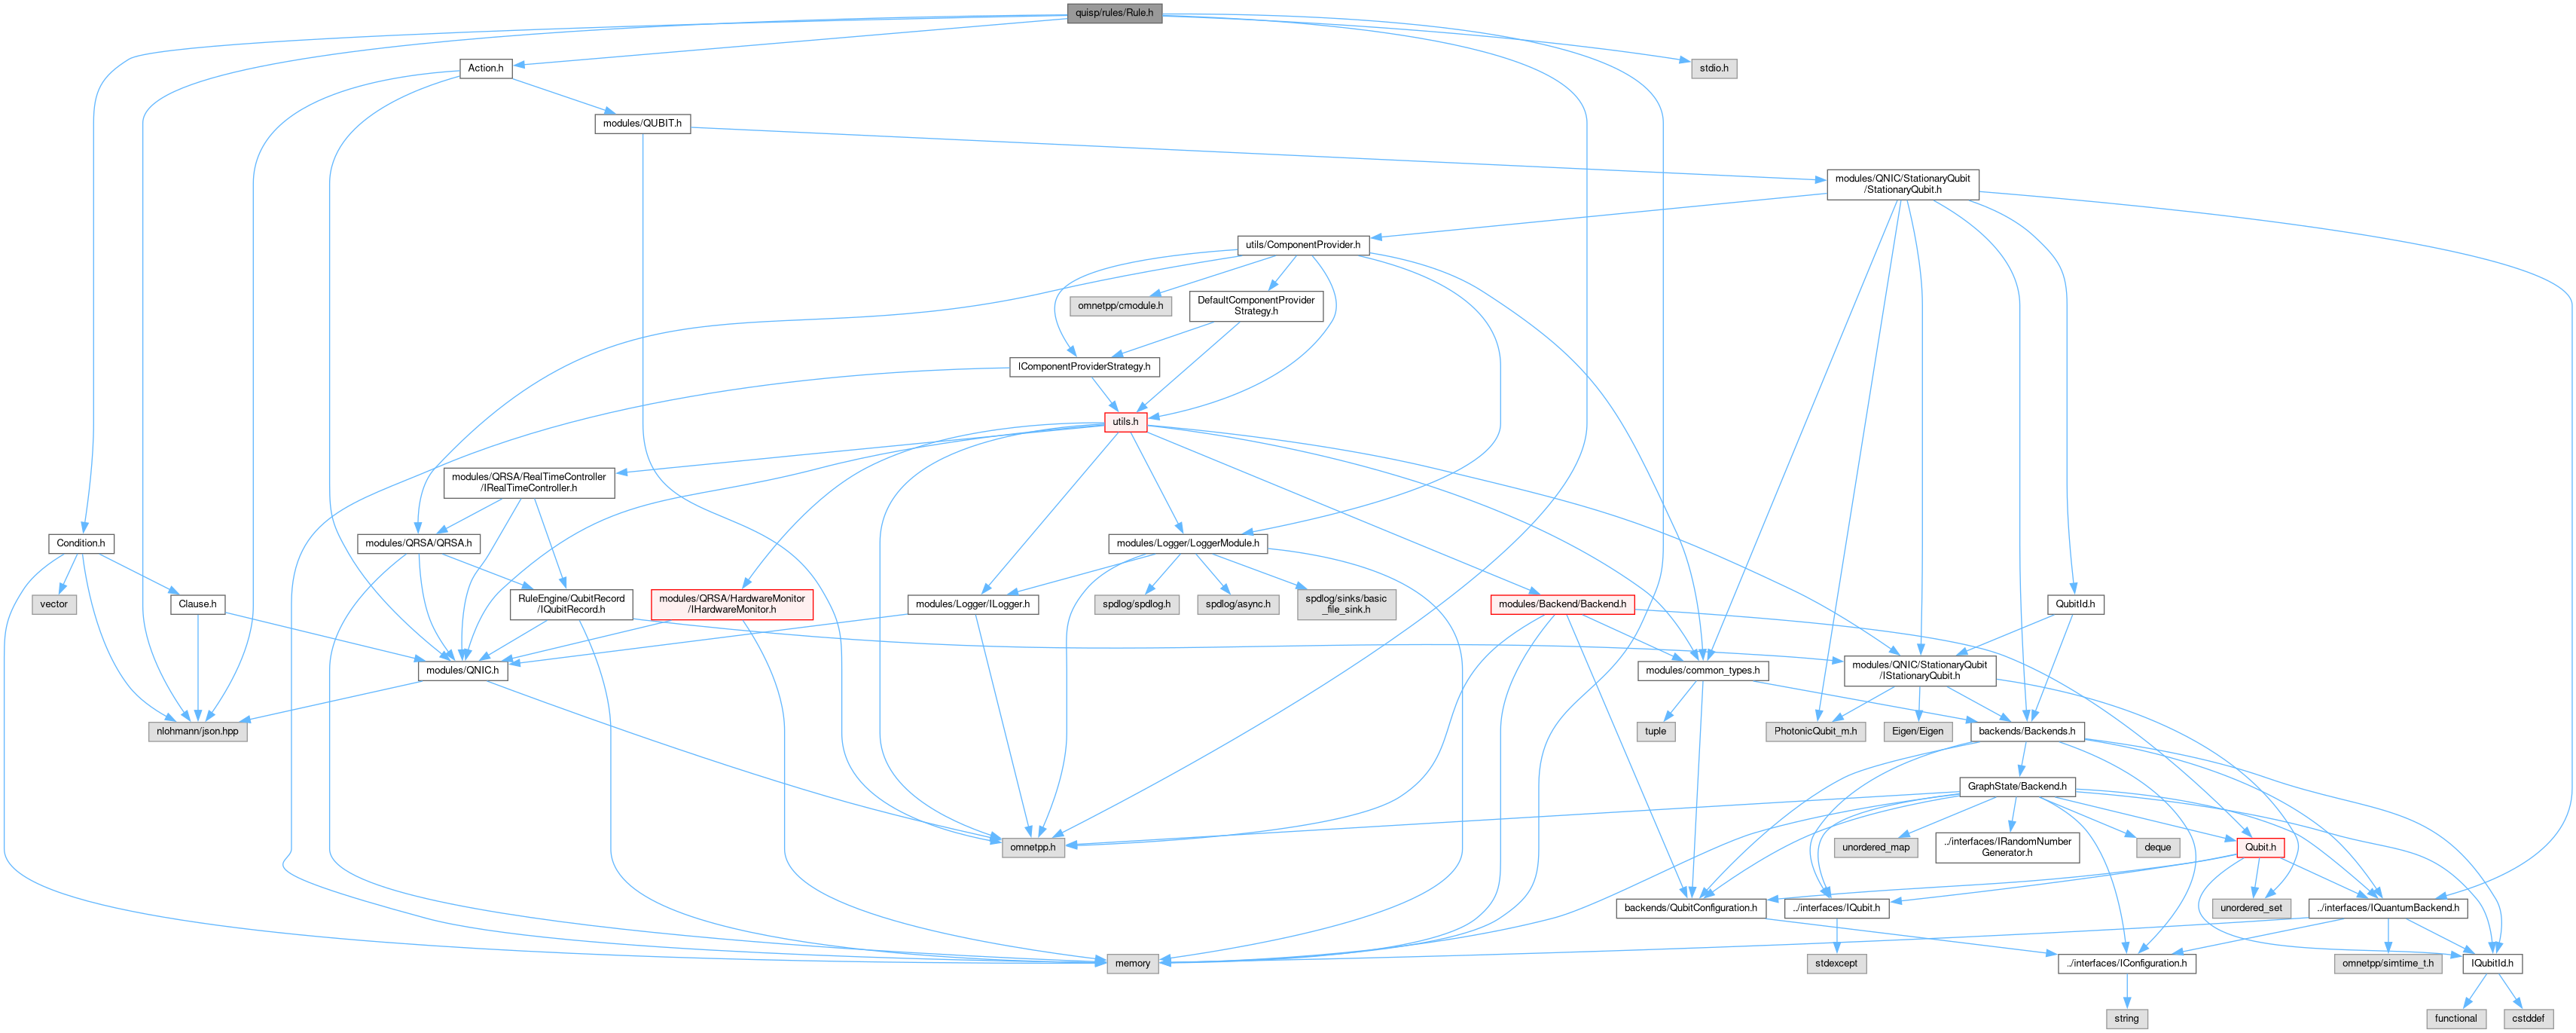 quisp/rules/Rule.h
Action.h
stdio.h
modules/QUBIT.h
modules/QNIC/StationaryQubit
/StationaryQubit.h
utils/ComponentProvider.h
omnetpp/cmodule.h
DefaultComponentProvider
Strategy.h
IComponentProviderStrategy.h
utils.h
modules/QRSA/RealTimeController
/IRealTimeController.h
Condition.h
modules/QRSA/QRSA.h
modules/Logger/LoggerModule.h
vector
Clause.h
RuleEngine/QubitRecord
/IQubitRecord.h
modules/QRSA/HardwareMonitor
/IHardwareMonitor.h
modules/Logger/ILogger.h
spdlog/spdlog.h
spdlog/async.h
spdlog/sinks/basic
_file_sink.h
modules/Backend/Backend.h
QubitId.h
modules/QNIC.h
modules/common_types.h
modules/QNIC/StationaryQubit
/IStationaryQubit.h
nlohmann/json.hpp
tuple
PhotonicQubit_m.h
Eigen/Eigen
backends/Backends.h
GraphState/Backend.h
omnetpp.h
unordered_map
../interfaces/IRandomNumber
Generator.h
deque
Qubit.h
backends/QubitConfiguration.h
../interfaces/IQubit.h
unordered_set
../interfaces/IQuantumBackend.h
memory
stdexcept
../interfaces/IConfiguration.h
omnetpp/simtime_t.h
IQubitId.h
string
functional
cstddef